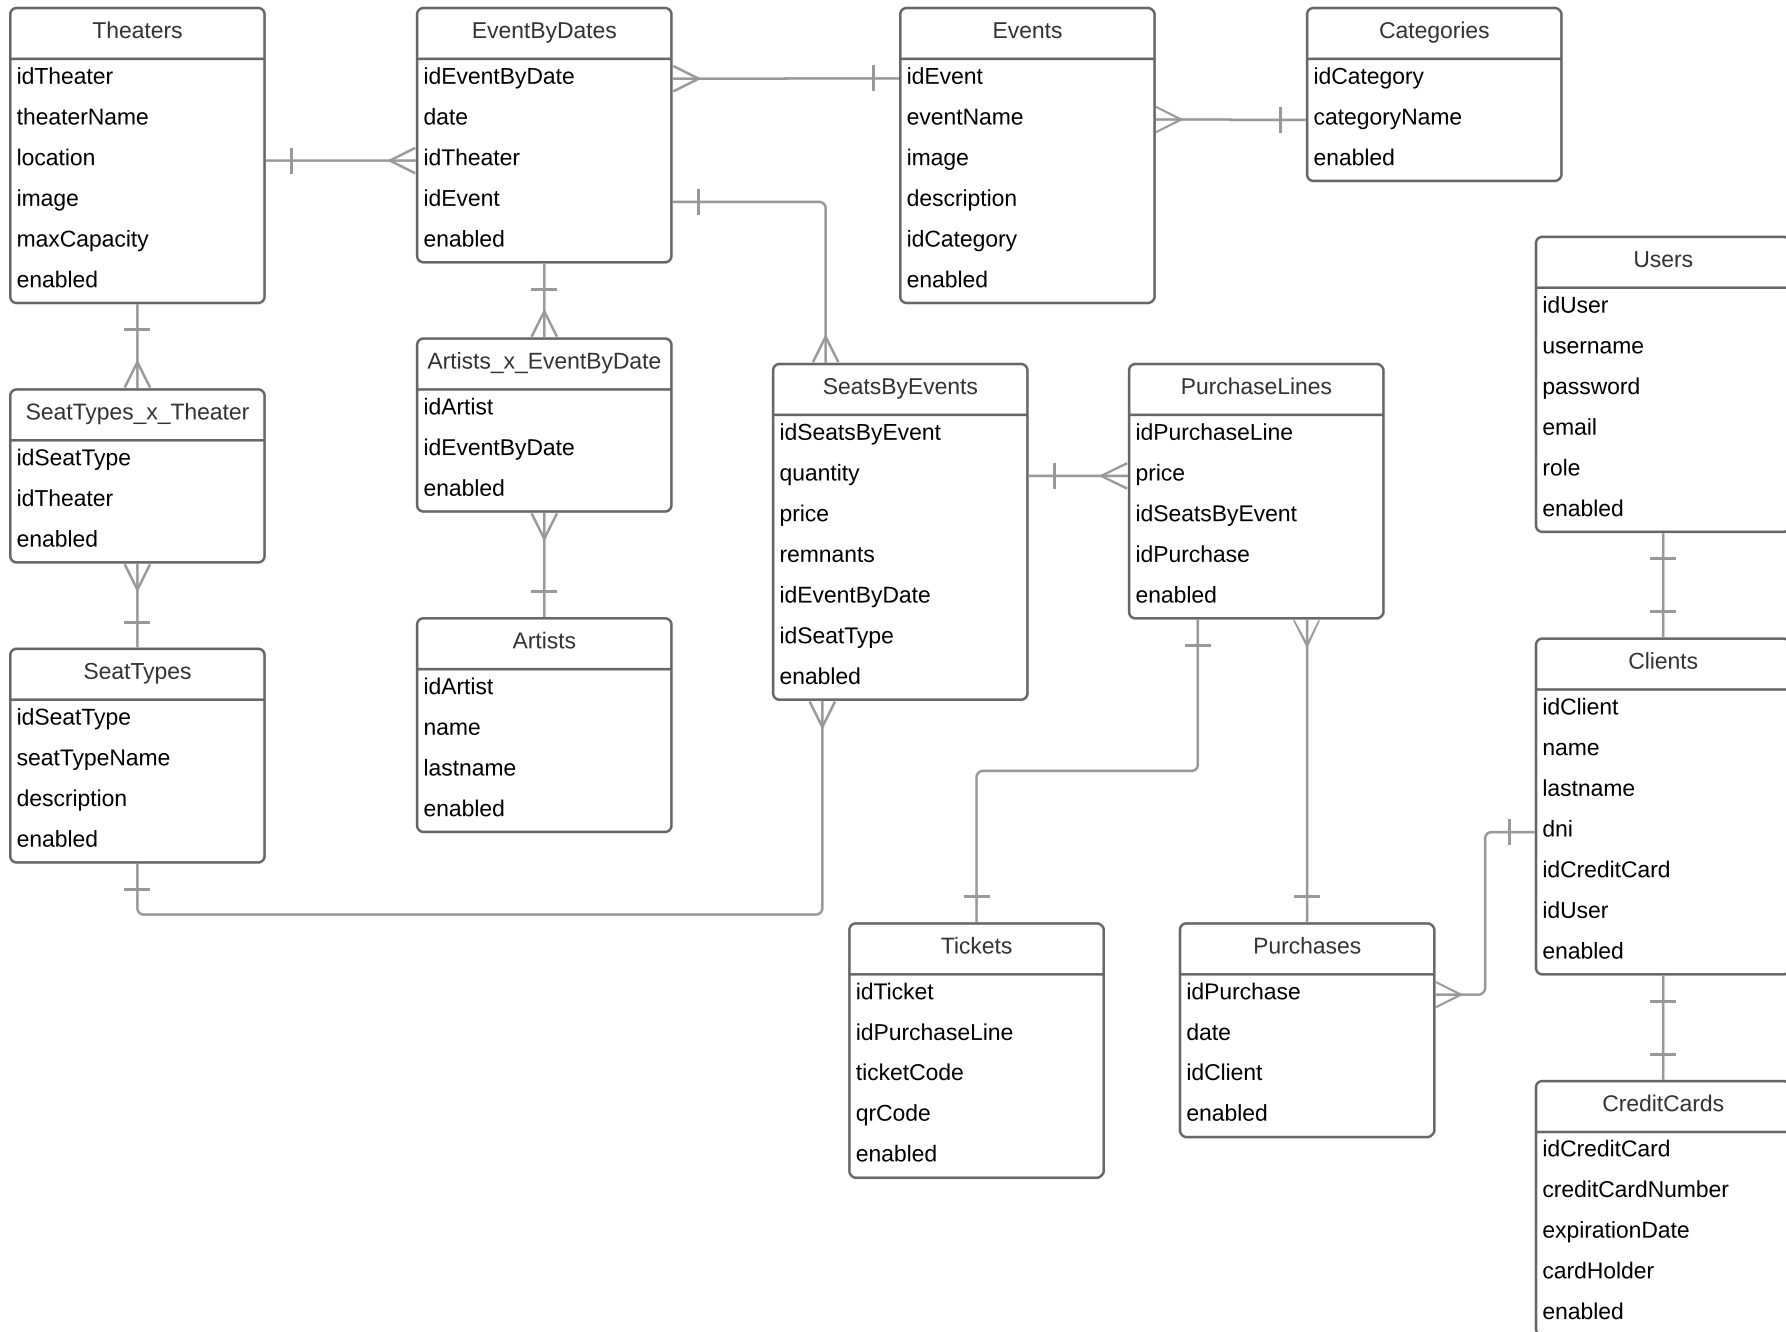 Theaters
idTheater
theaterName
location
image
maxCapacity
enabled
EventByDates
idEventByDate
date
idTheater
idEvent
enabled
Events
idEvent
eventName
image
description
idCategory
enabled
Categories
idCategory
categoryName
enabled
Users
idUser
username
password
email
role
enabled
SeatTypes_x_Theater
idSeatType
idTheater
enabled
Artists_x_EventByDate
idArtist
idEventByDate
enabled
SeatsByEvents
idSeatsByEvent
quantity
price
remnants
idEventByDate
idSeatType
enabled
PurchaseLines
idPurchaseLine
price
idSeatsByEvent
idPurchase
enabled
SeatTypes
idSeatType
seatTypeName
description
enabled
Artists
idArtist
name
lastname
enabled
Clients
idClient
name
lastname
dni
idCreditCard
idUser
enabled
Tickets
idTicket
idPurchaseLine
ticketCode
qrCode
enabled
Purchases
idPurchase
date
idClient
enabled
CreditCards
idCreditCard
creditCardNumber
expirationDate
cardHolder
enabled